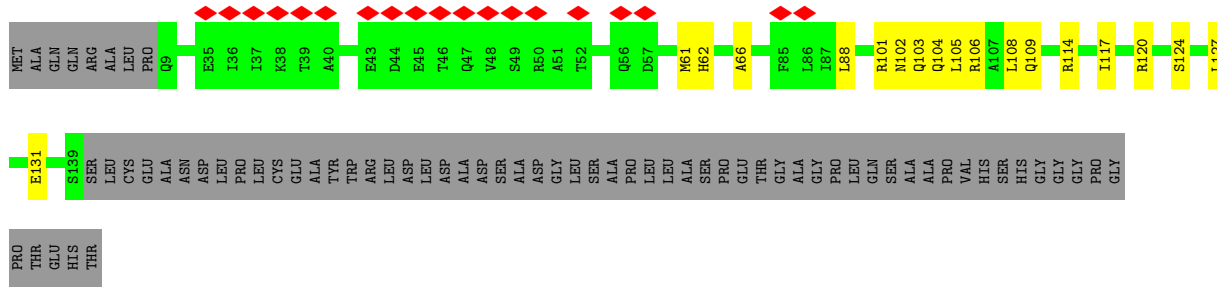 MET ALA GLN GLN ARG ALA LEU PRO Q9 E35 I36 I37 K38 T39 A40 E43 D44 E45 T46 Q47 V48 S49 R50 A51 T52 Q56 D57 M61 H62 A66 F85 L86 I87 L88 R101 N102 Q103 Q104 L105 R106 A107 L108 Q109 R114 I117 R120 S124 L127
E131 S139 SER LEU CYS GLU ALA ASN ASP LEU PRO LEU CYS GLU ALA TYR TRP ARG LEU ASP LEU ASP ALA ASP SER ALA ASP GLY LEU SER ALA PRO LEU LEU ALA SER PRO GLU THR GLY ALA GLY PRO LEU GLN SER ALA ALA PRO VAL HIS SER HIS GLY GLY GLY PRO GLY
PRO THR GLU HIS THR